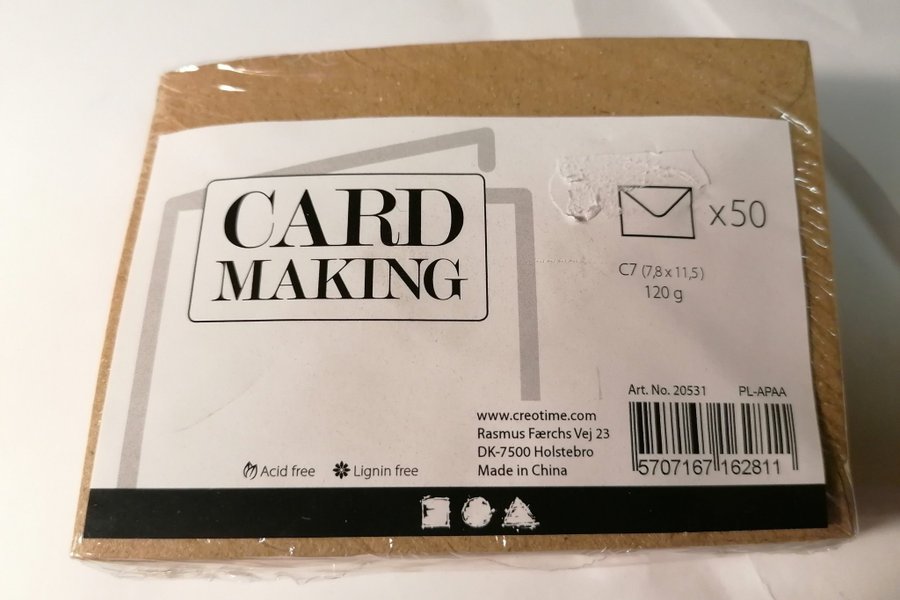 CARD
MAKING
x50
C7 (7,8 x 11,5)
120 g
Art. No. 20531 PL-APAA
www.creotime.com
Rasmus Færchs Vej 23
DK-7500 Holstebro
Made in China
Acid free Lignin free
5707167 162811